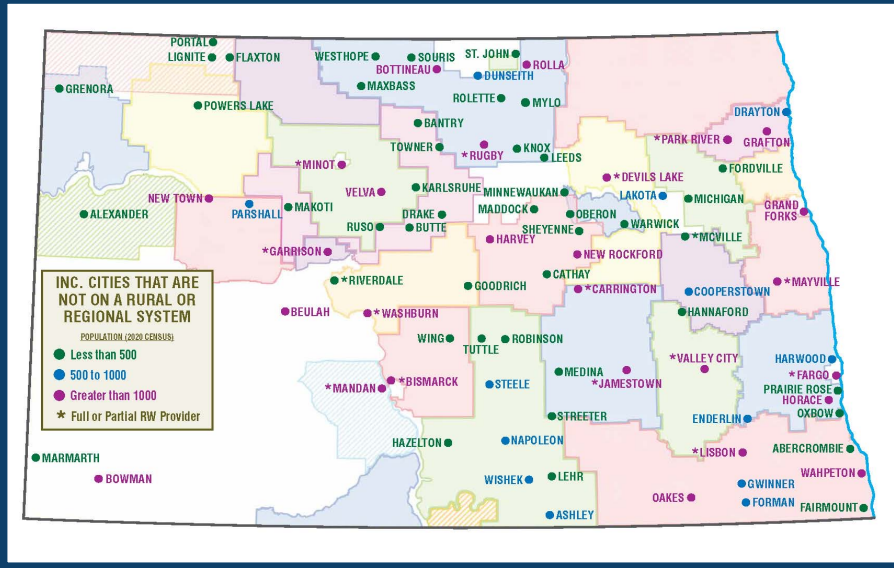 PORTAL
LIGNITE
FLAXTON
WESTHOPE
SOURIS
ST. JOHN
BOTTINEAU
ROLLA
DUNSEITH
GRENORA
MAXBASS
POWERS LAKE
ROLETTE
MYLO
DRAYTON
BANTRY
*PARK RIVER
GRAFTON
TOWNER
*RUGBY
KNOX
LEEDS
*MINOT
FORDVILLE
*DEVILS LAKE
NEW TOWN
VELVA
KARLSRUHE
MINNEWAUKAN
LAKOTA
MICHIGAN
PARSHALL
MAKOTI
ALEXANDER
DRAKE
MADDOCK
OBERON
GRAND
FORKS
RUSO
BUTTE
SHEYENNE
WARWICK
*MCVILLE
HARVEY
*GARRISON
NEW ROCKFORD
*RIVERDALE
CATHAY
*MAYVILLE
GOODRICH
*CARRINGTON
COOPERSTOWN
BEULAH
*WASHBURN
HANNAFORD
INC. CITIES THAT ARE
NOT ON A RURAL OR
REGIONAL SYSTEM
POPULATION (2020 CENSUS)
Less than 500
500 to 1000
Greater than 1000
* Full or Partial RW Provider
WING
TUTTLE
ROBINSON
*VALLEY CITY
HARWOOD
MEDINA
*JAMESTOWN
*FARGO
*MANDAN
*BISMARCK
STEELE
PRAIRIE ROSE
HORACE
OXBOW
STREETER
ENDERLIN
HAZELTON
NAPOLEON
*LISBON
ABERCROMBIE
MARMARTH
BOWMAN
WISHEK
LEHR
WAHPETON
GWINNER
OAKES
FORMAN
FAIRMOUNT
ASHLEY